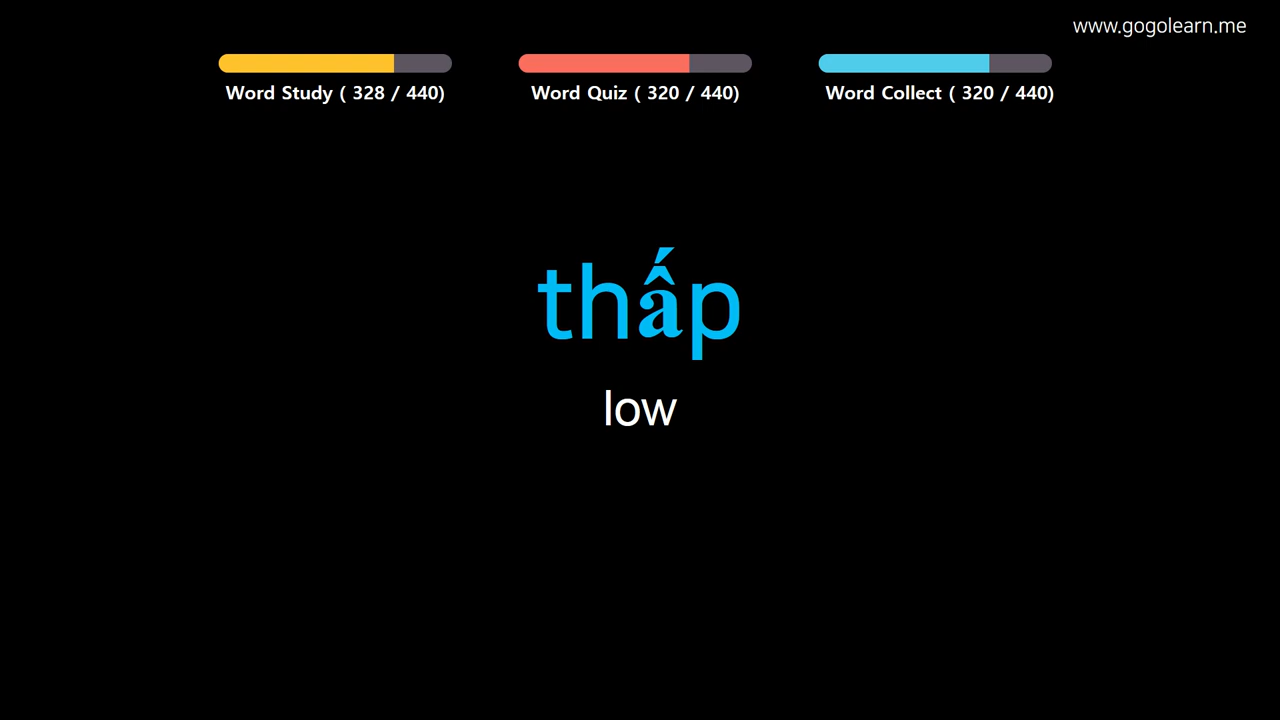 www.gogolearn.me
Word Study ( 328 / 440)
Word Quiz ( 320 / 440)
Word Collect ( 320 / 440)
thấp
low